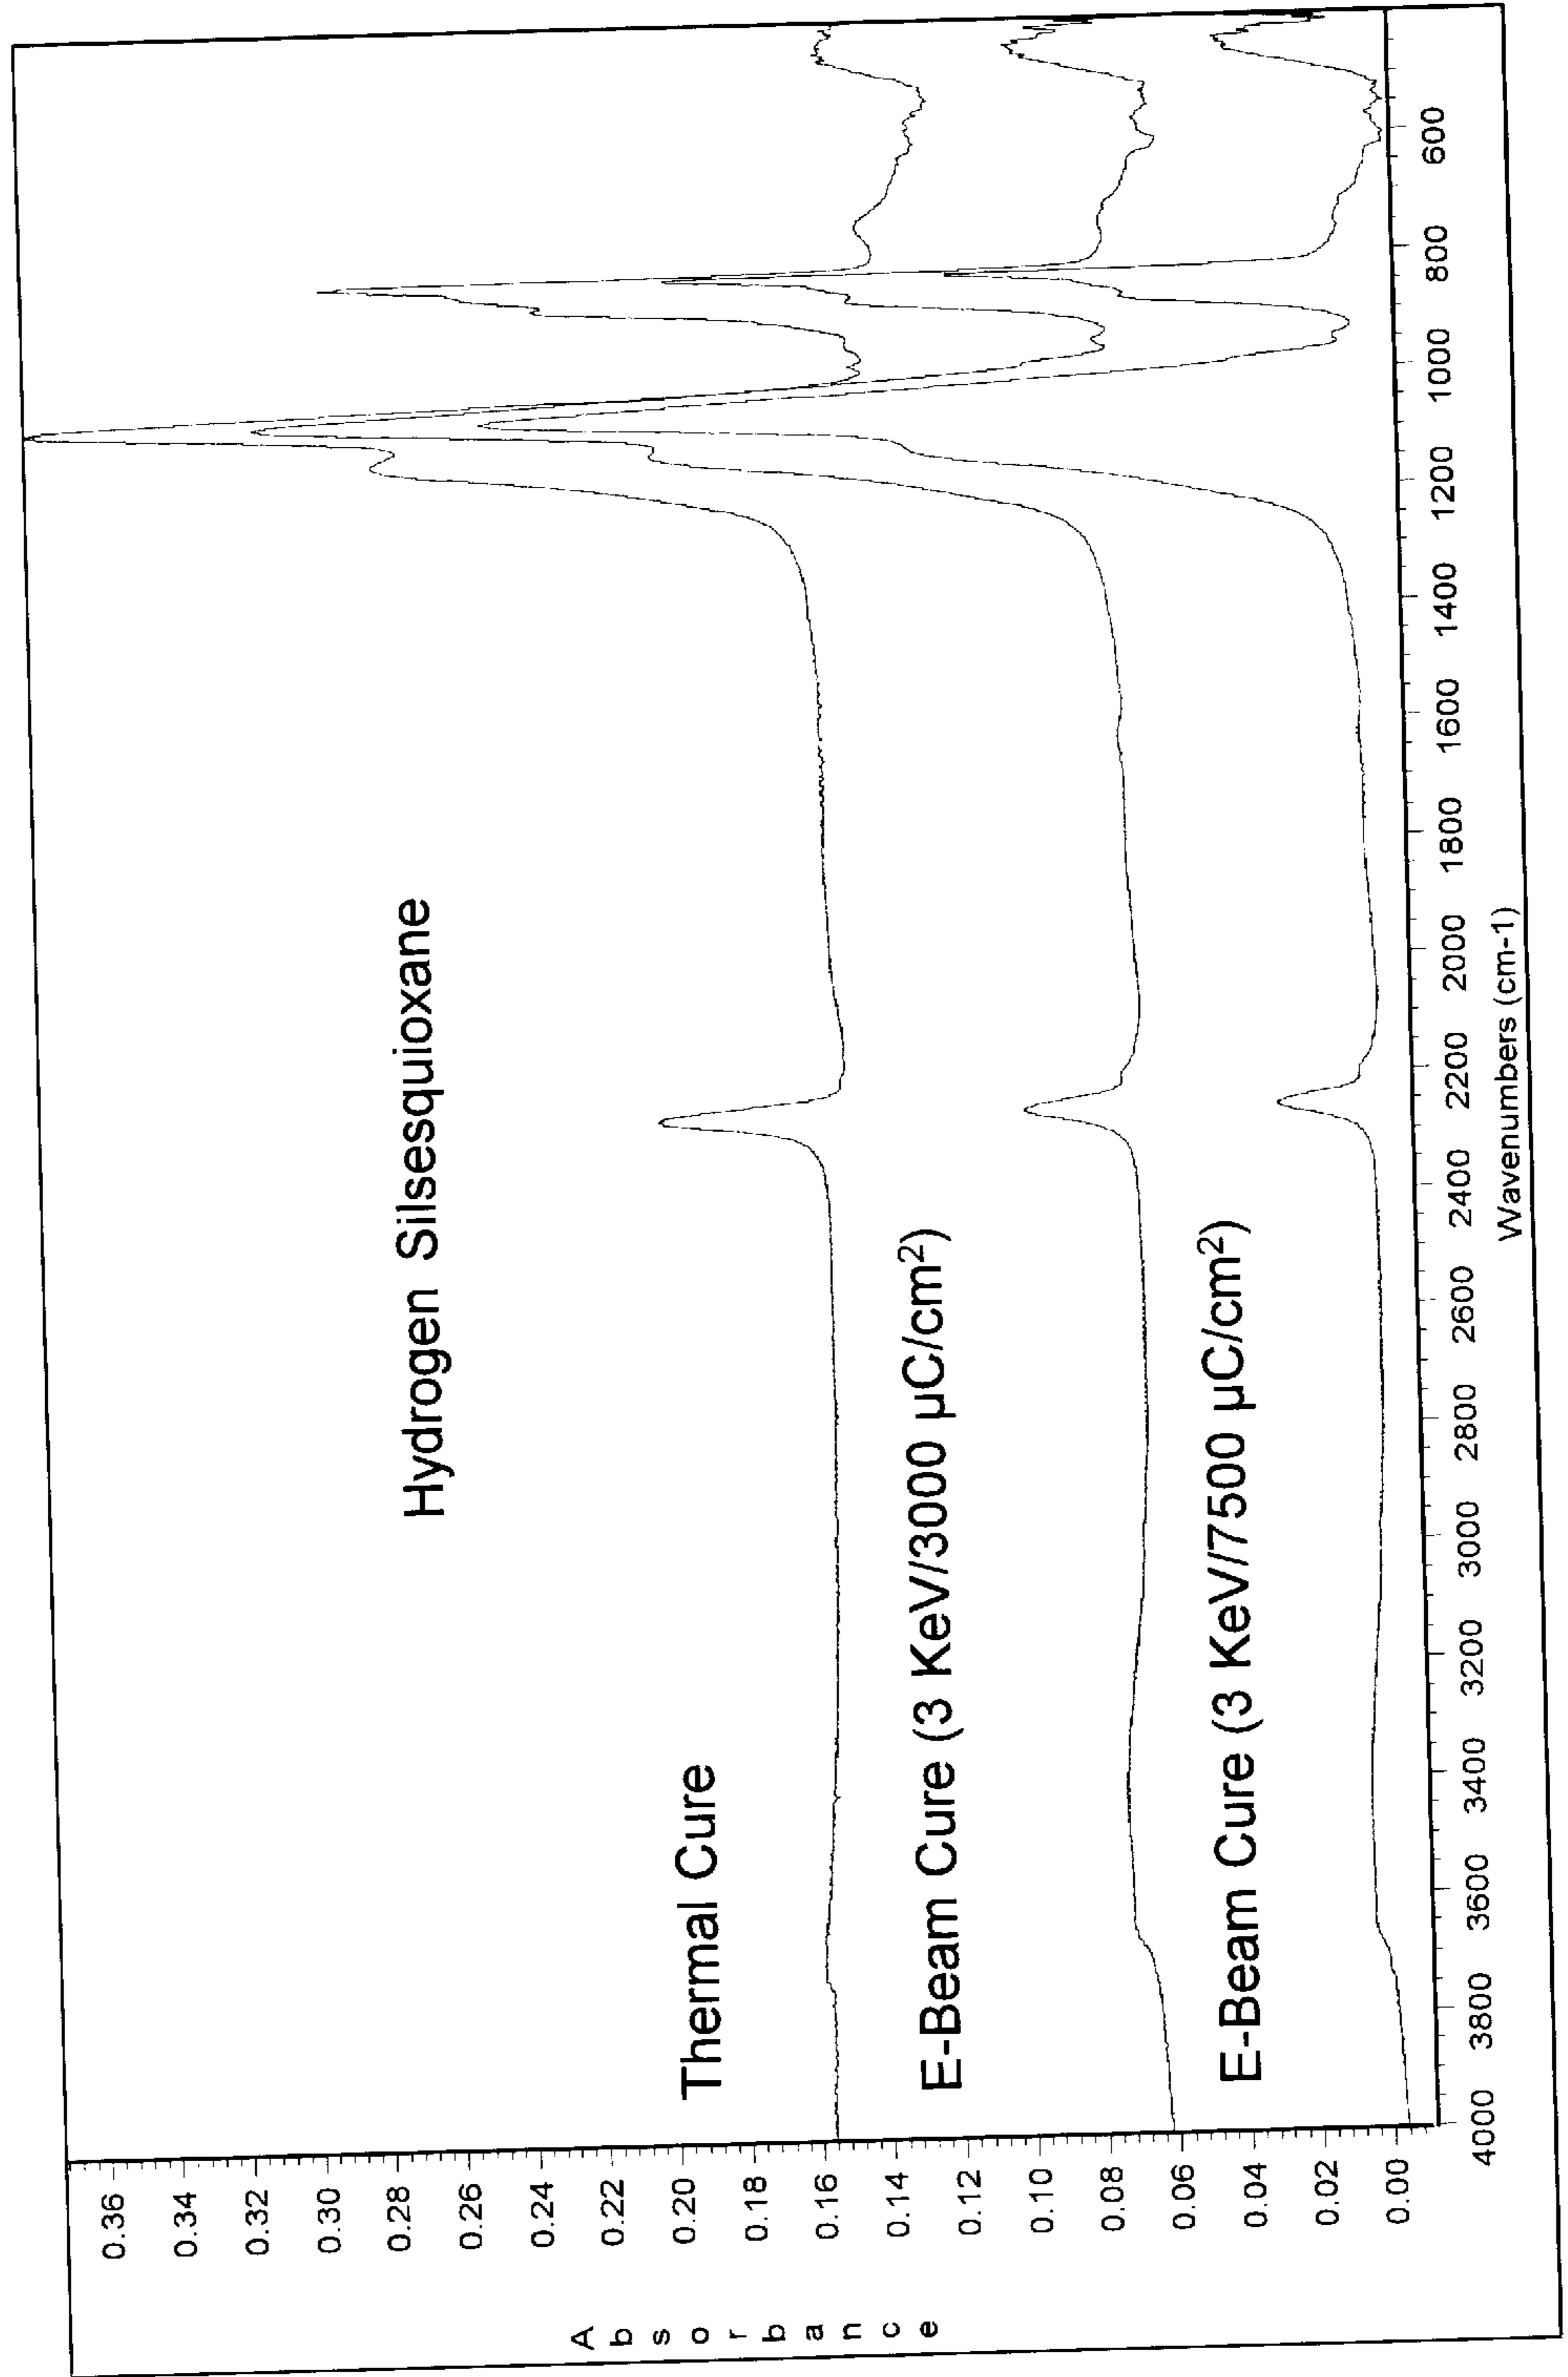 Hydrogen Silsesquioxane
Thermal Cure
E-Beam Cure (3 KeV/3000 µC/cm²)
E-Beam Cure (3 KeV/7500 µC/cm²)
Absorbance
0.36
0.34
0.32
0.30
0.28
0.26
0.24
0.22
0.20
0.18
0.16
0.14
0.12
0.10
0.08
0.06
0.04
0.02
0.00
4000 3800 3600 3400 3200 3000 2800 2600 2400 2200 2000 1800 1600 1400 1200 1000 800 600
Wavenumbers (cm-1)